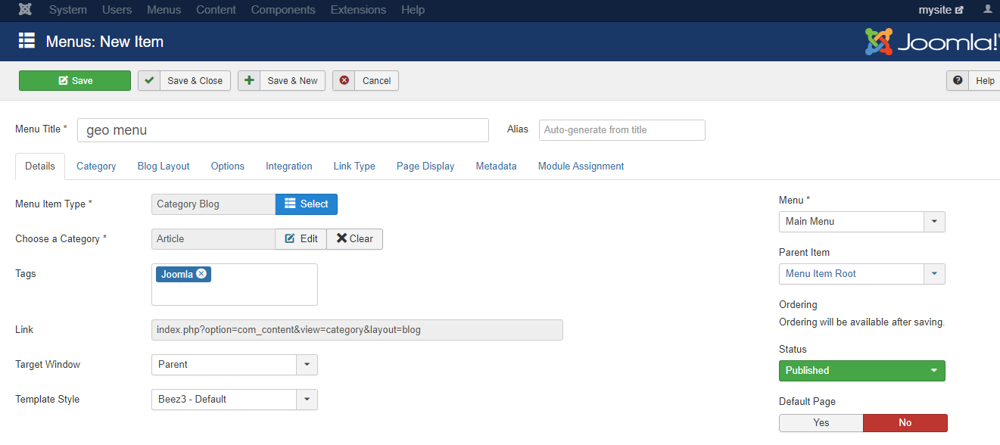 System Users Menus Content Components Extensions Help mysite
Menus: New Item Joomla!
Save Save & Close Save & New Cancel Help
Menu Title * geo menu Alias Auto-generate from title
Details Category Blog Layout Options Integration Link Type Page Display Metadata Module Assignment
Menu Item Type * Category Blog Select
Choose a Category * Article Edit Clear
Tags Joomla
Link index.php?option=com_content&view=category&layout=blog
Target Window Parent
Template Style Beez3 - Default
Menu *
Main Menu
Parent Item
Menu Item Root
Ordering
Ordering will be available after saving.
Status
Published
Default Page
Yes No